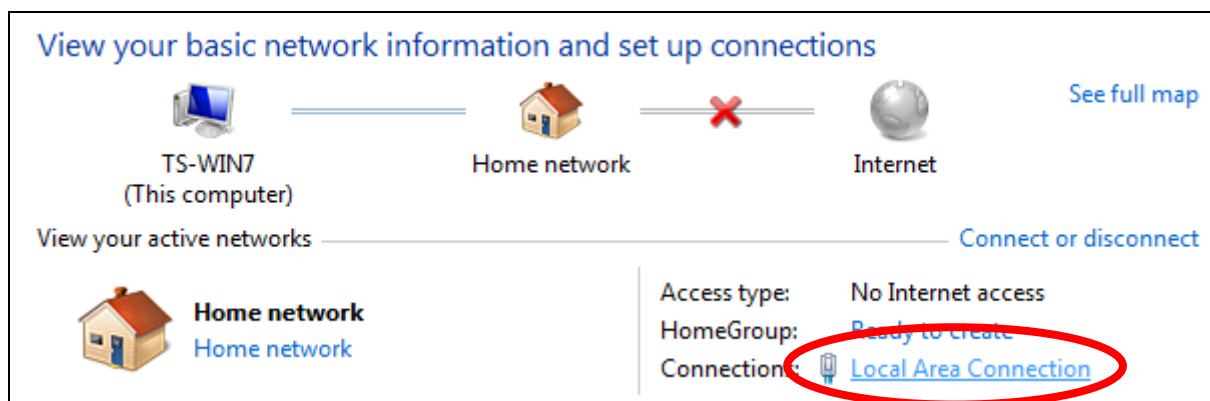 View your basic network information and set up connections
See full map
TS-WIN7
(This computer)
Home network
Internet
View your active networks
Connect or disconnect
Home network
Home network
Access type: No Internet access
HomeGroup: Ready to create
Connections: Local Area Connection